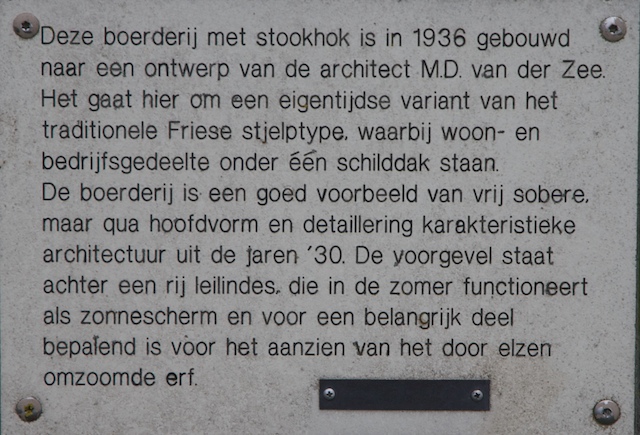 Deze boerderij met stookhok is in 1936 gebouwd
naar een ontwerp van de architect M.D. van der Zee.
Het gaat hier om een eigentijdse variant van het
traditionele Friese stjelptype, waarbij woon- en
bedrijfsgedeelte onder één schilddak staan.
De boerderij is een goed voorbeeld van vrij sobere,
maar qua hoofdvorm en detaillering karakteristieke
architectuur uit de jaren '30. De voorgevel staat
achter een rij leilindes, die in de zomer functioneert
als zonnescherm en voor een belangrijk deel
bepalend is voor het aanzien van het door elzen
omzoomde erf.